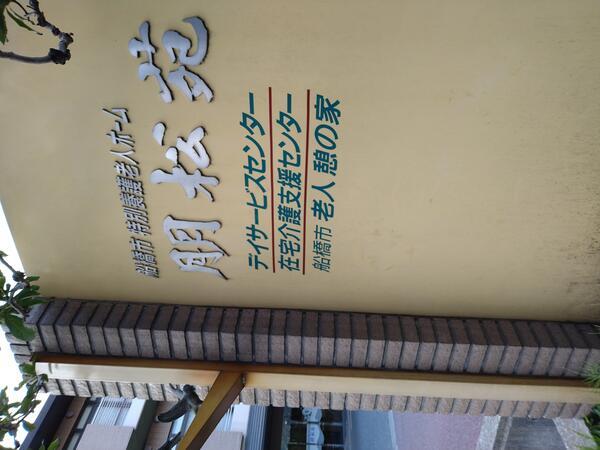 船橋市 特別養護老人ホーム
朋松苑
デイサービスセンター
在宅介護支援センター
船橋市 老人 憩の家